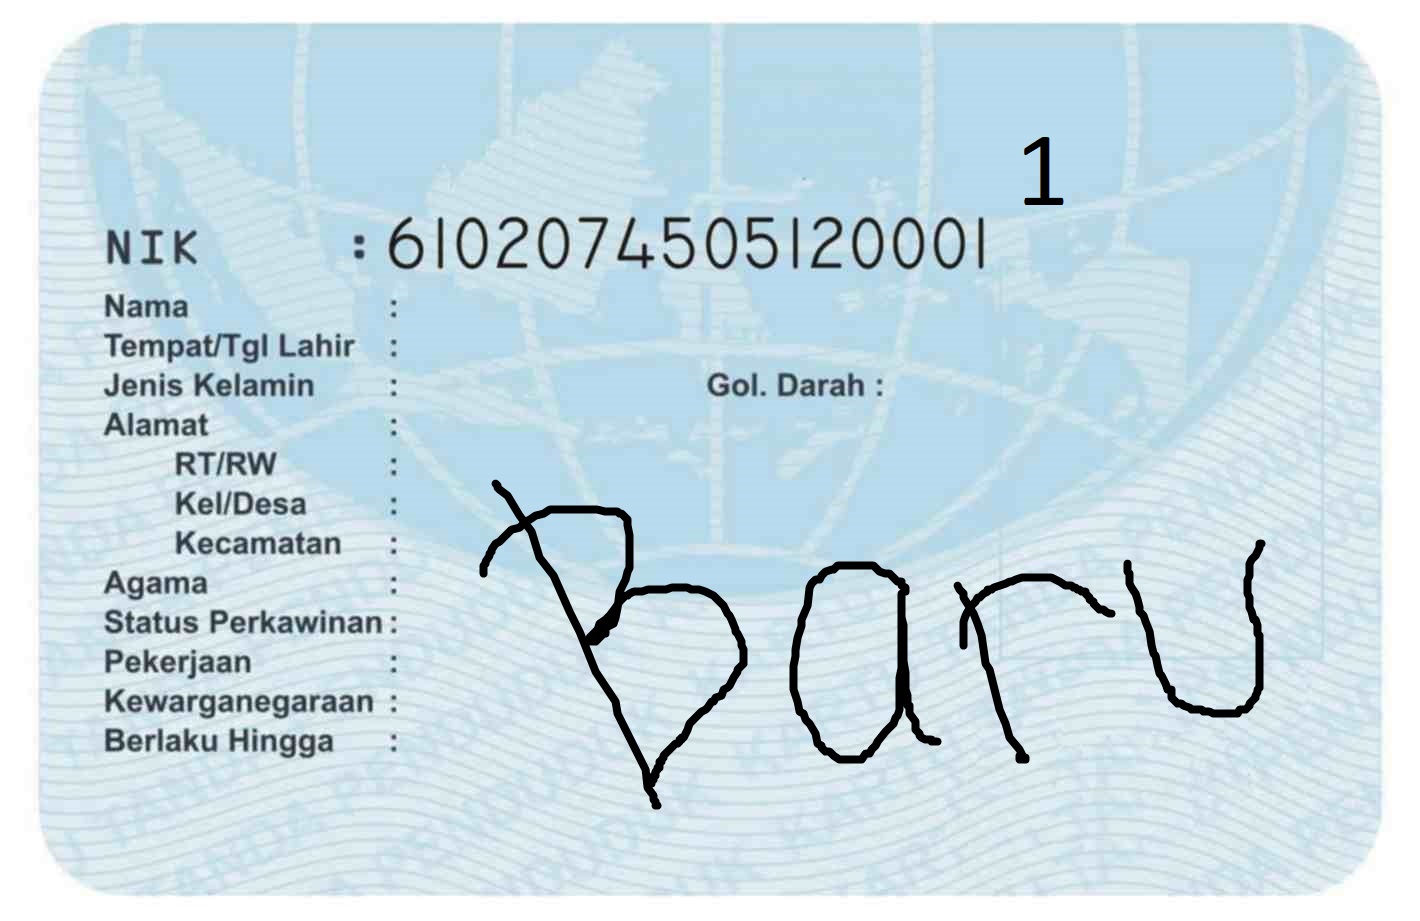 1
NIK : 6102074505120001
Nama :
Tempat/Tgl Lahir :
Jenis Kelamin : Gol. Darah :
Alamat :
RT/RW :
Kel/Desa :
Kecamatan :
Agama :
Status Perkawinan :
Pekerjaan :
Kewarganegaraan :
Berlaku Hingga :
Baru